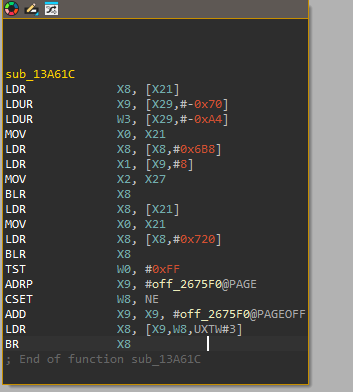 sub_13A61C
LDR X8, [X21]
LDUR X9, [X29,#-0x70]
LDUR W3, [X29,#-0xA4]
MOV X0, X21
LDR X8, [X8,#0x6B8]
LDR X1, [X9,#8]
MOV X2, X27
BLR X8
LDR X8, [X21]
MOV X0, X21
LDR X8, [X8,#0x720]
BLR X8
TST W0, #0xFF
ADRP X9, #off_2675F0@PAGE
CSET W8, NE
ADD X9, X9, #off_2675F0@PAGEOFF
LDR X8, [X9,W8,UXTW#3]
BR X8
; End of function sub_13A61C